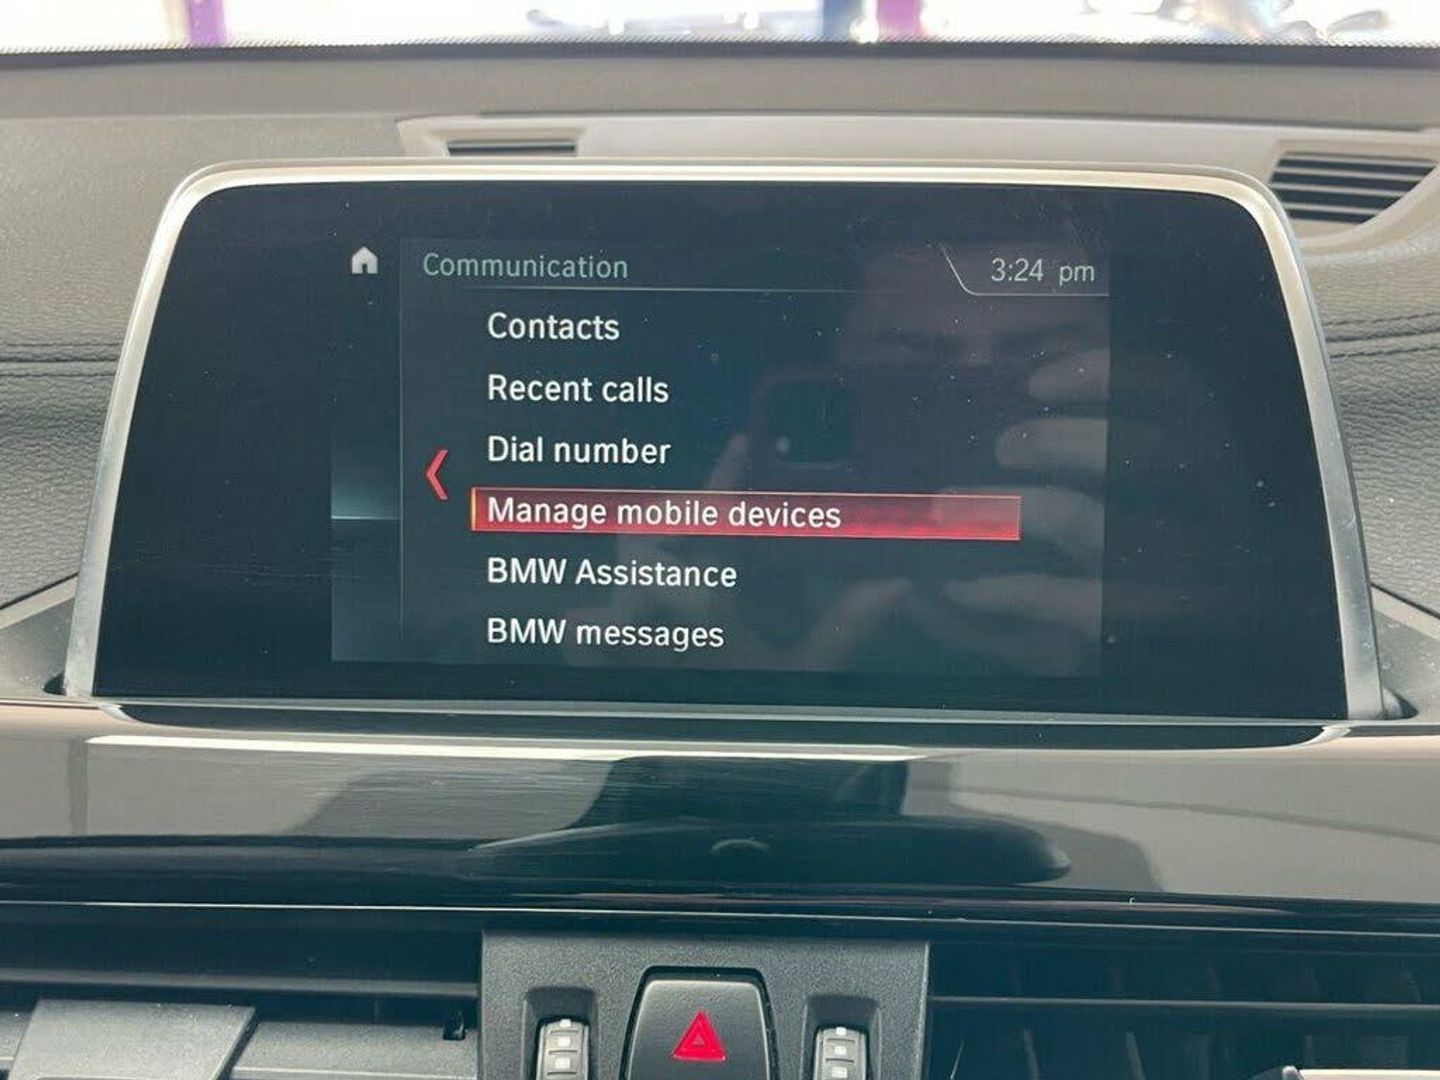 Communication
3:24 pm
Contacts
Recent calls
Dial number
Manage mobile devices
BMW Assistance
BMW messages